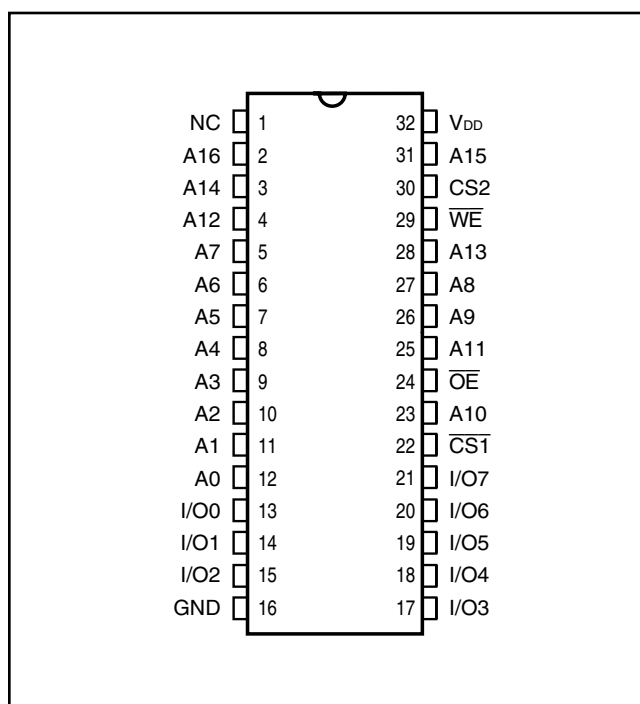 NC 1 32 VDD
A16 2 31 A15
A14 3 30 CS2
A12 4 29 W̅E̅
A7 5 28 A13
A6 6 27 A8
A5 7 26 A9
A4 8 25 A11
A3 9 24 O̅E̅
A2 10 23 A10
A1 11 22 C̅S̅1̅
A0 12 21 I/O7
I/O0 13 20 I/O6
I/O1 14 19 I/O5
I/O2 15 18 I/O4
GND 16 17 I/O3